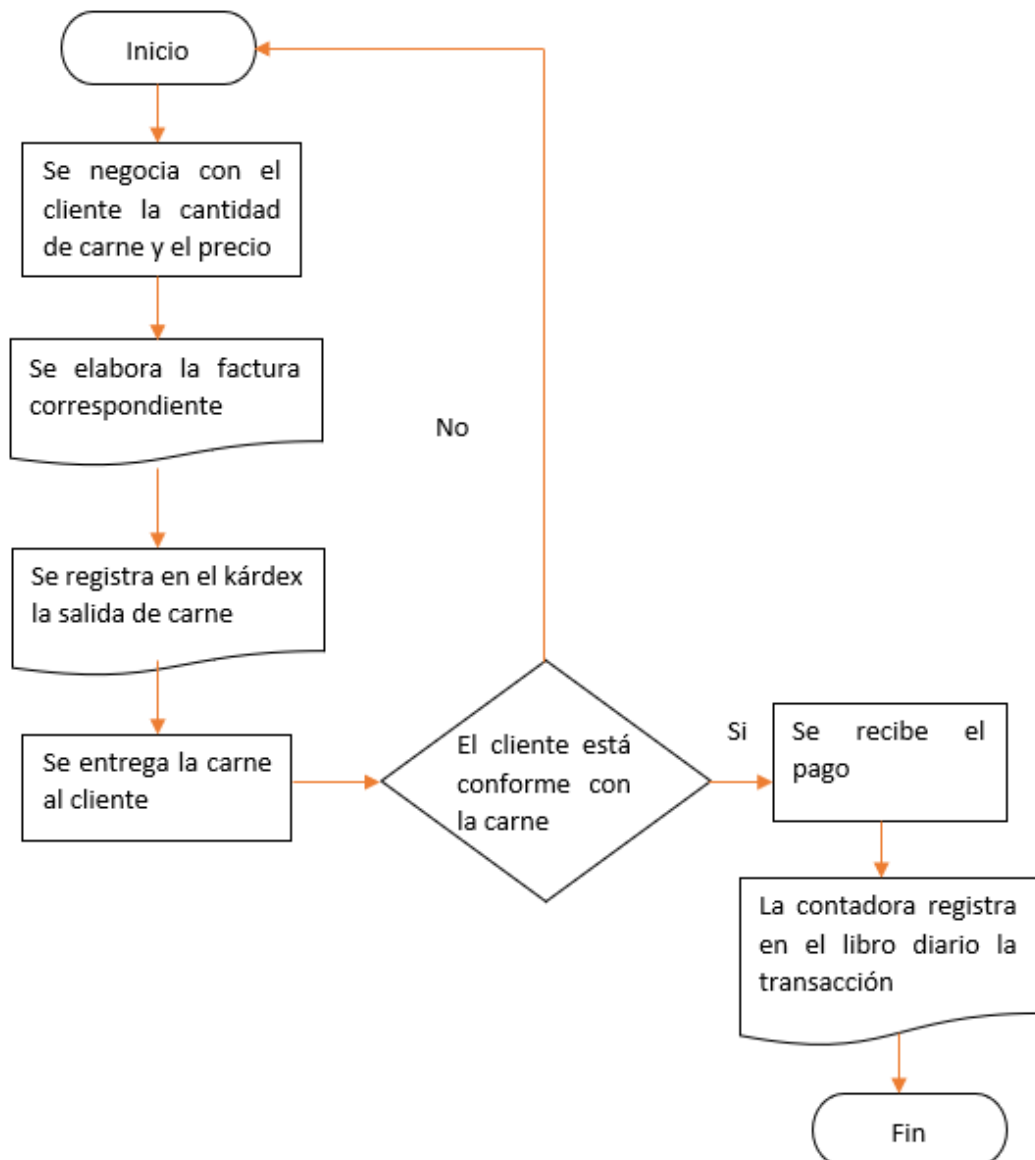 Inicio
Se negocia con el
cliente la cantidad
de carne y el precio
Se elabora la factura
correspondiente
No
Se registra en el kárdex
la salida de carne
Se entrega la carne
al cliente
El cliente está
conforme con
la carne
Si
Se recibe el
pago
La contadora registra
en el libro diario la
transacción
Fin